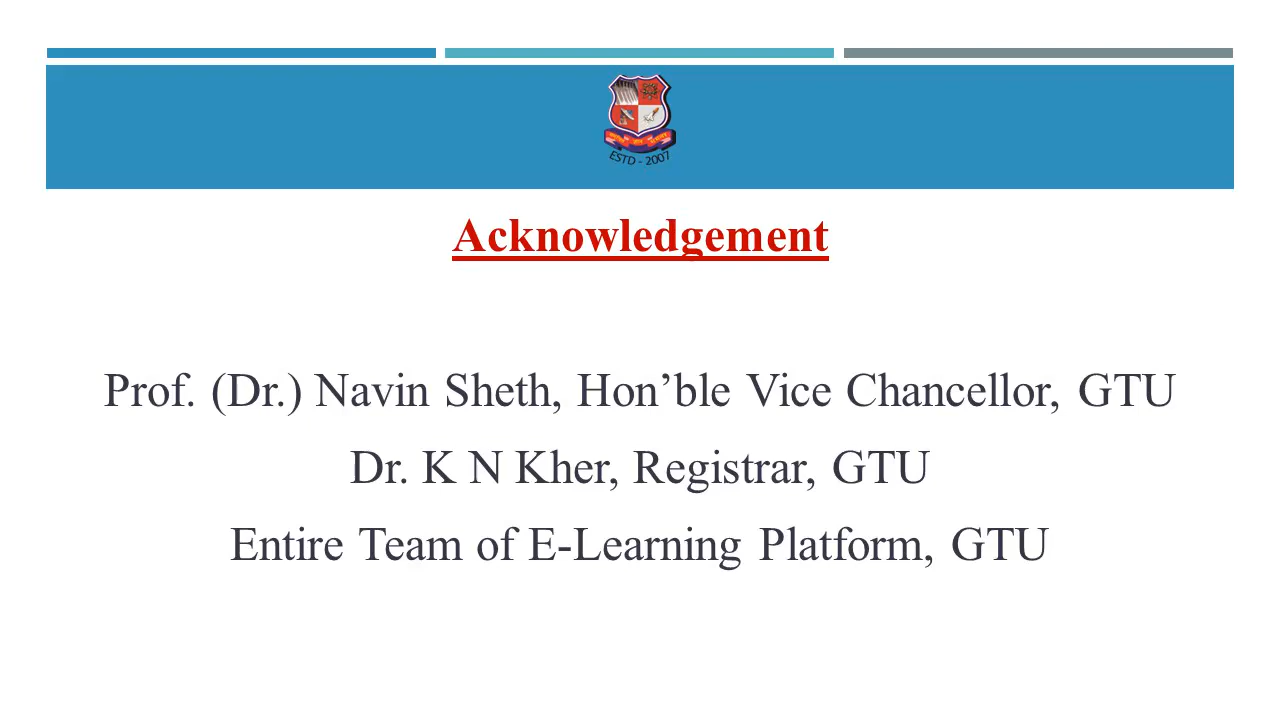 ESTD - 2007
Acknowledgement
Prof. (Dr.) Navin Sheth, Hon’ble Vice Chancellor, GTU
Dr. K N Kher, Registrar, GTU
Entire Team of E-Learning Platform, GTU